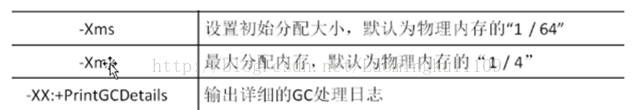 -Xms 设置初始分配大小，默认为物理内存的“1 / 64”
最大分配内存，默认为物理内存的 “ 1 / 4”
-XX:+PrintGCDetails 输出详细的GC处理日志